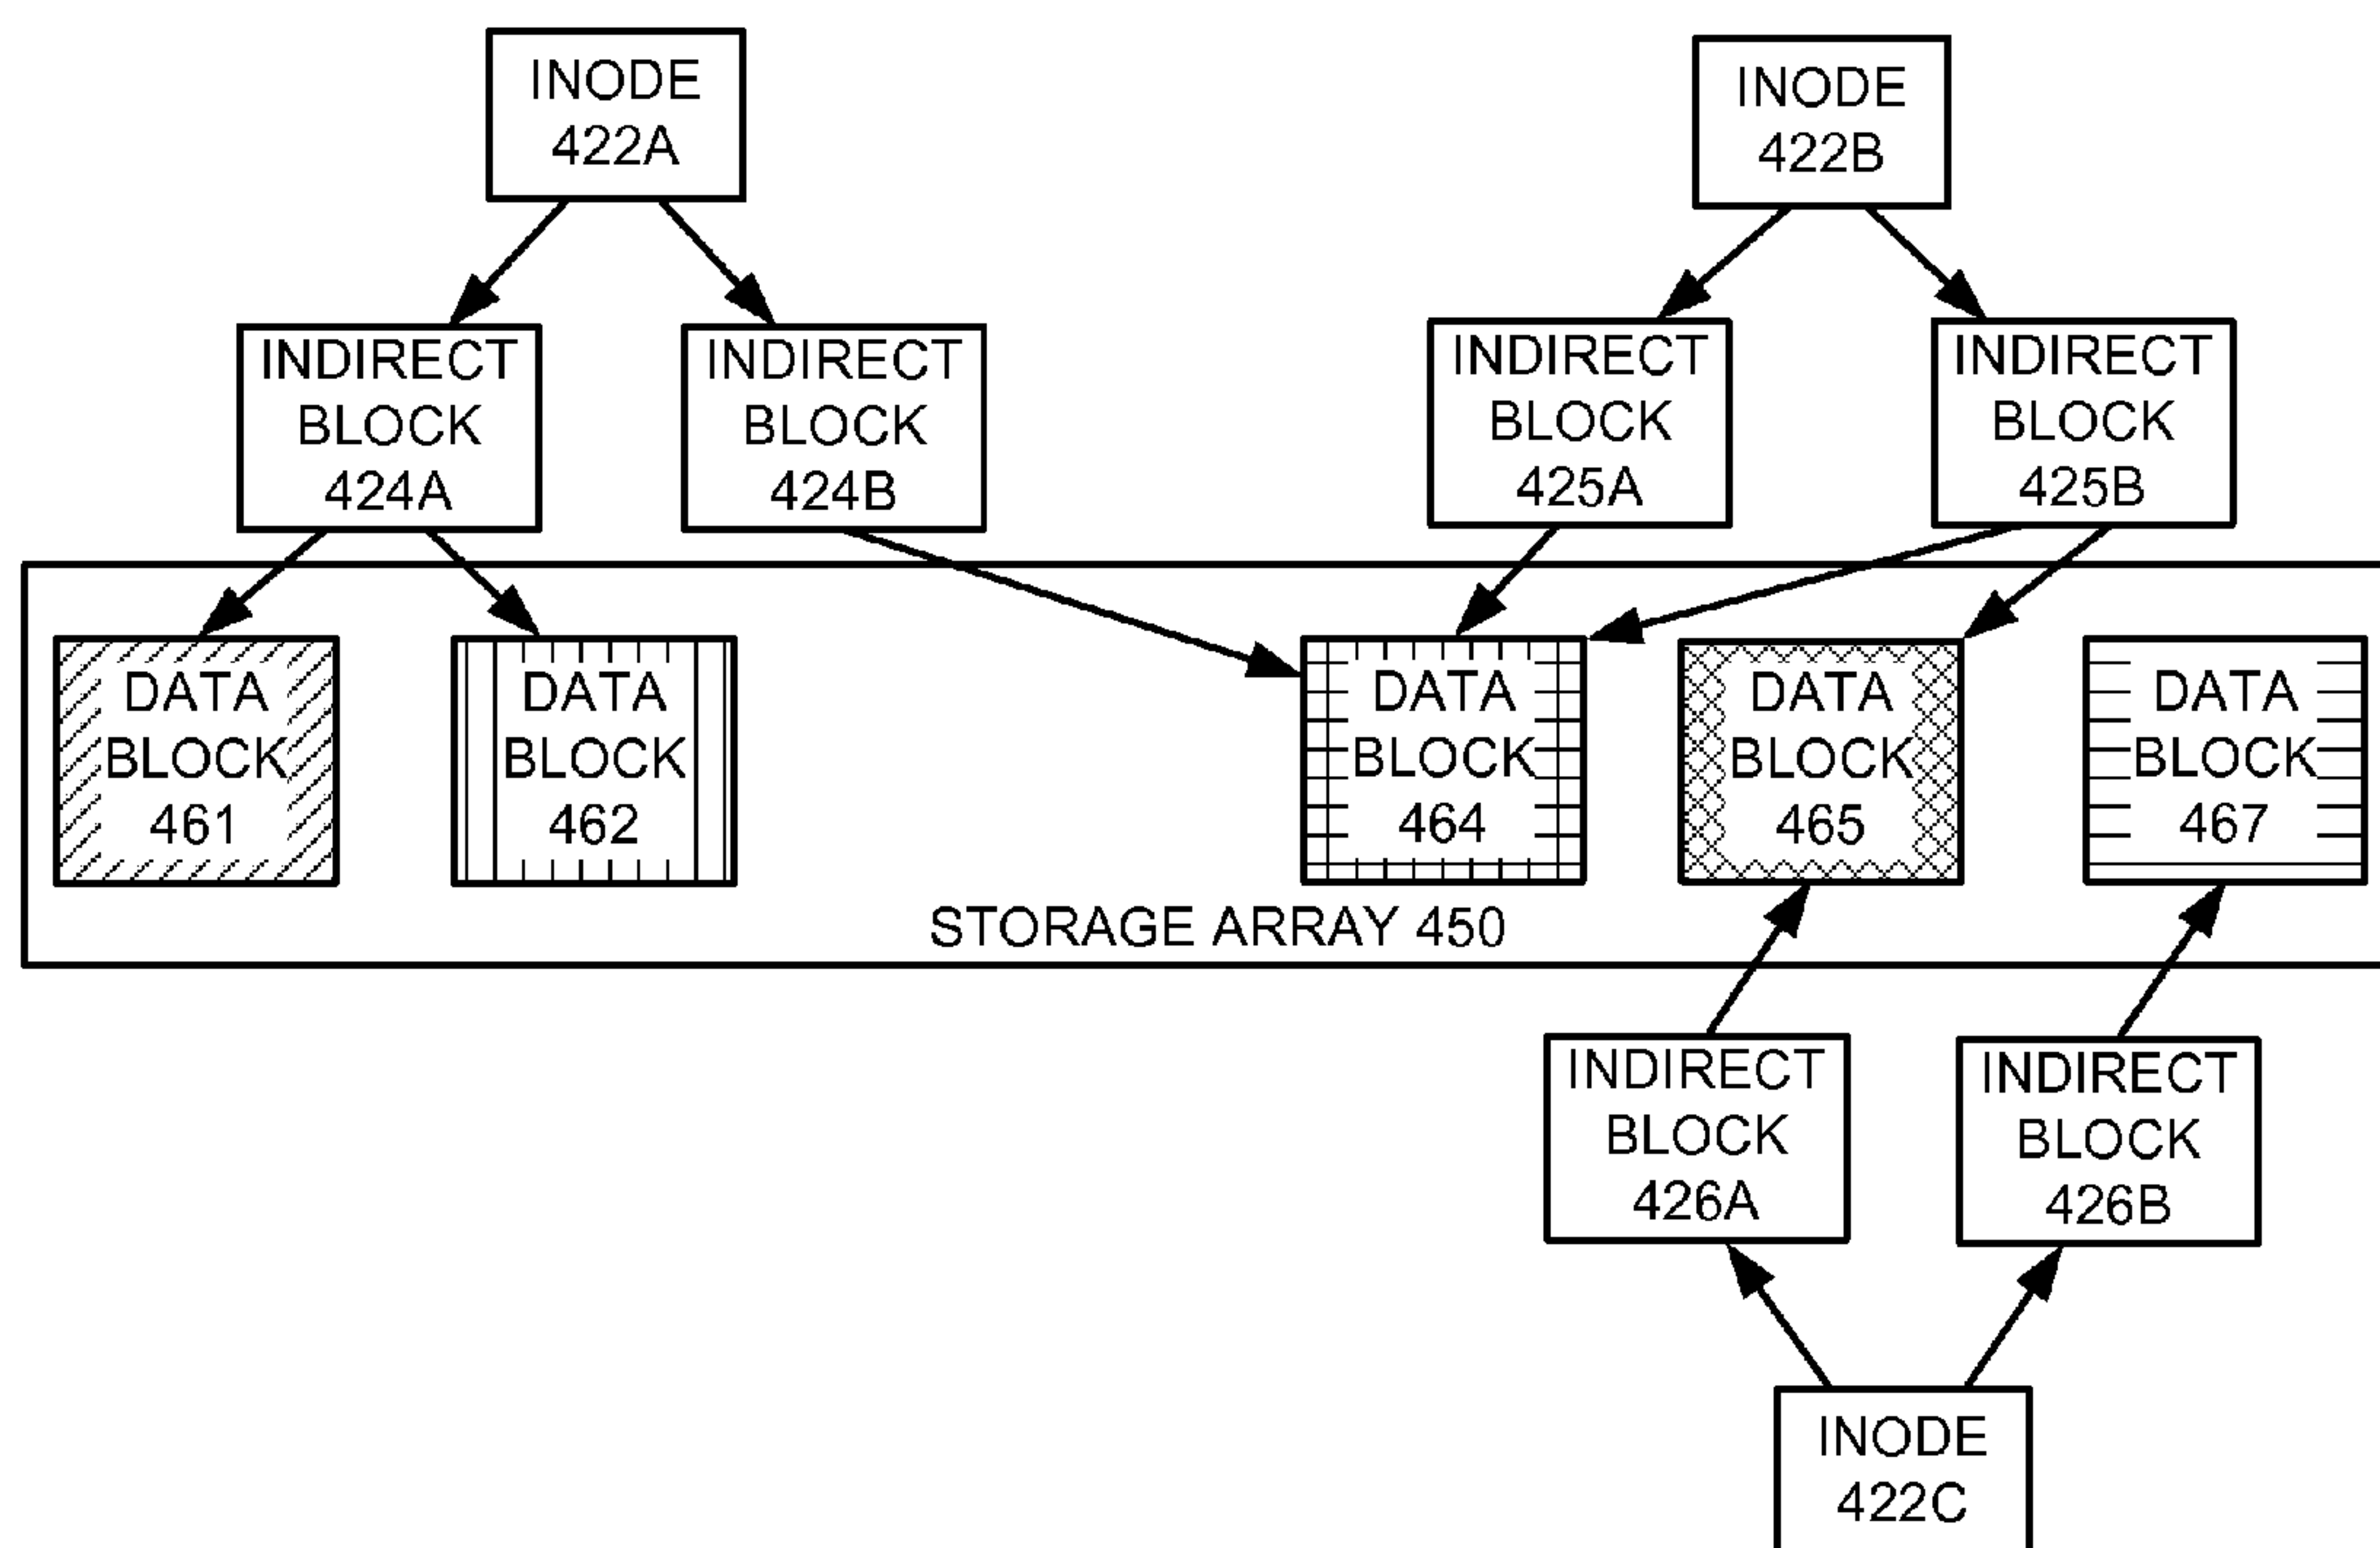 INODE
422A
INODE
422B
INDIRECT
BLOCK
424A
INDIRECT
BLOCK
424B
INDIRECT
BLOCK
425A
INDIRECT
BLOCK
425B
DATA
BLOCK
461
DATA
BLOCK
462
DATA
BLOCK
464
DATA
BLOCK
465
DATA
BLOCK
467
STORAGE ARRAY 450
INDIRECT
BLOCK
426A
INDIRECT
BLOCK
426B
INODE
422C